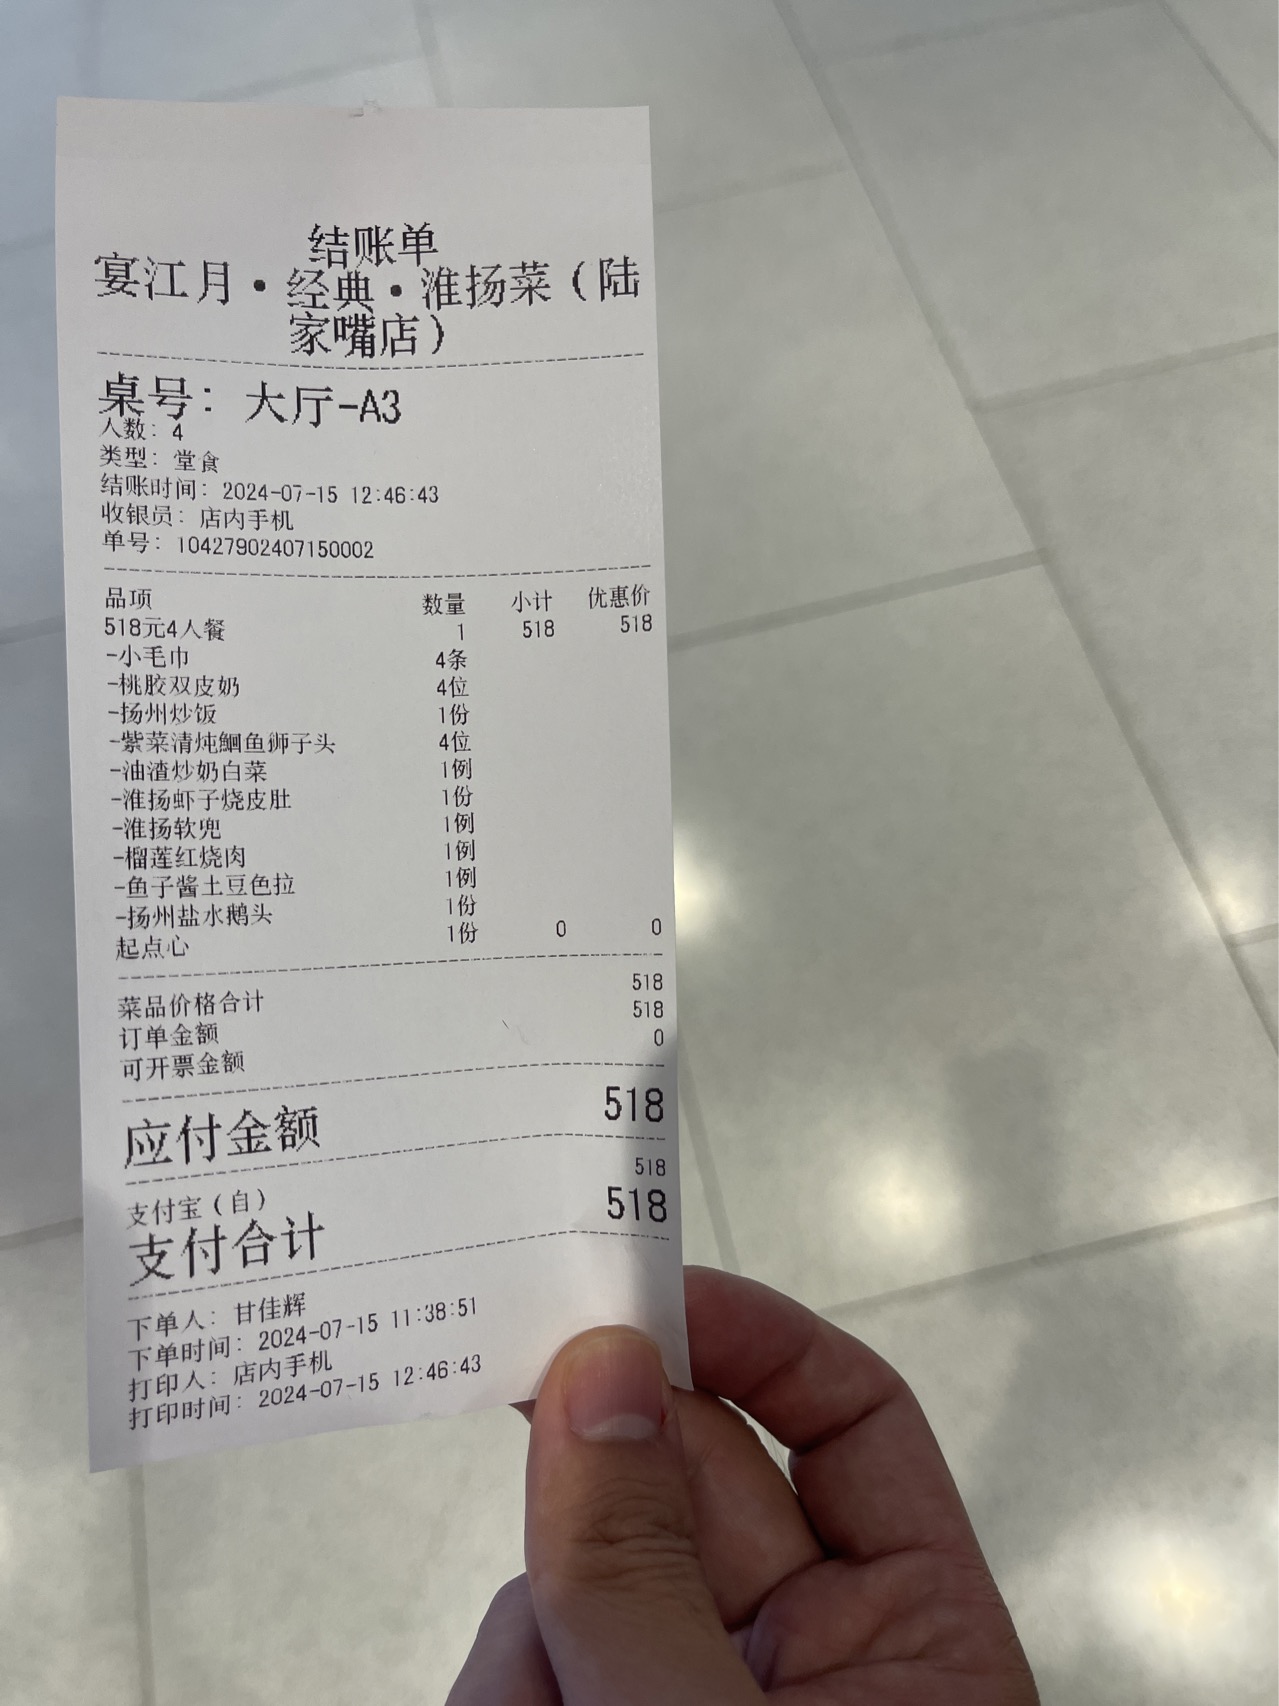 结账单
宴江月·经典·淮扬菜(陆
家嘴店)
桌号: 大厅-A3
人数: 4
类型: 堂食
结账时间: 2024-07-15 12:46:43
收银员: 店内手机
单号: 10427902407150002
品项 数量 小计 优惠价
518元4人餐 1 518 518
-小毛巾 4条
-桃胶双皮奶 4位
-扬州炒饭 1份
-紫菜清炖鮰鱼狮子头 4位
-油渣炒奶白菜 1例
-淮扬虾子烧皮肚 1份
-淮扬软兜 1例
-榴莲红烧肉 1例
-鱼子酱土豆色拉 1例
-扬州盐水鹅头 1份
起点心 1份 0 0
菜品价格合计 518
订单金额 518
可开票金额 0
应付金额 518
支付宝(自) 518
支付合计 518
下单人: 甘佳辉
下单时间: 2024-07-15 11:38:51
打印人: 店内手机
打印时间: 2024-07-15 12:46:43